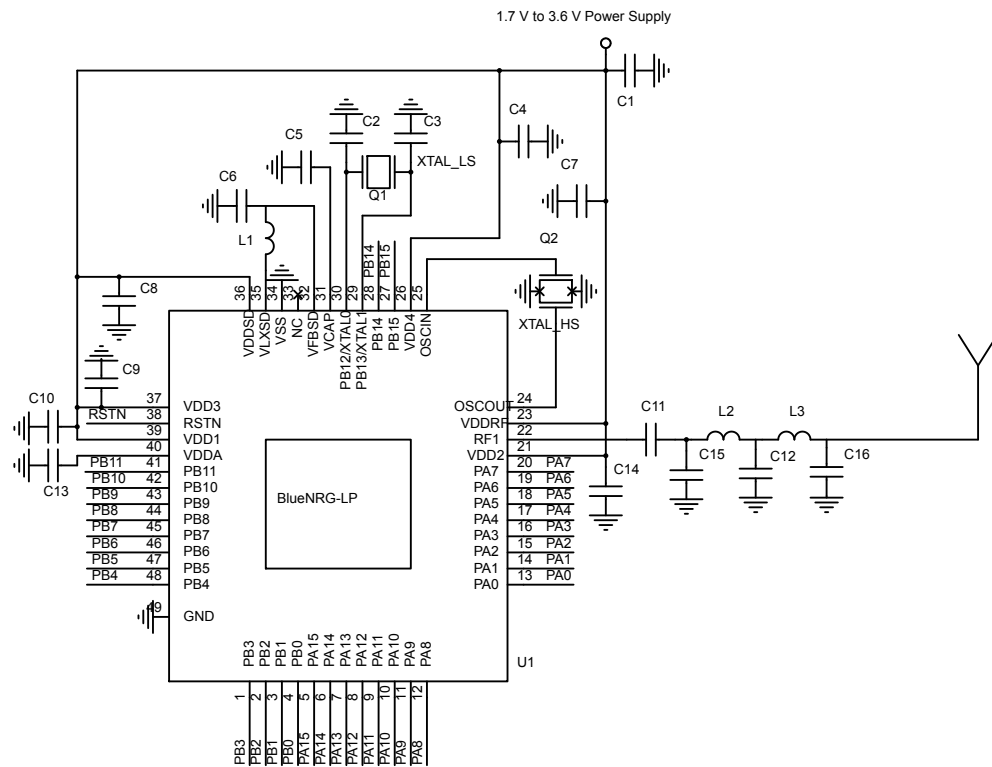 1.7 V to 3.6 V Power Supply
C1
C2
C3
C4
C5
XTAL_LS
C7
C6
Q1
L1
Q2
PB14
PB15
C8
36
35
34
33
32
31
30
29
28
27
26
25
VDDSD
VLXSD
VSS
NC
VFBSD
VCAP
PB12/XTAL0
PB13/XTAL1
PB14
PB15
VDD4
OSCIN
XTAL_HS
C9
C10
RSTN
C13
37 VDD3
38 RSTN
39 VDD1
40 VDDA
PB11 41 PB11
PB10 42 PB10
PB9 43 PB9
PB8 44 PB8
PB7 45 PB7
PB6 46 PB6
PB5 47 PB5
PB4 48 PB4
49 GND
BlueNRG-LP
OSCOUT 24
VDDRF 23
RF1 22
VDD2 21
PA7 20 PA7
PA6 19 PA6
PA5 18 PA5
PA4 17 PA4
PA3 16 PA3
PA2 15 PA2
PA1 14 PA1
PA0 13 PA0
C11
L2
L3
C14
C15
C12
C16
U1
PB3
PB2
PB1
PB0
PA15
PA14
PA13
PA12
PA11
PA10
PA9
PA8
1
2
3
4
5
6
7
8
9
10
11
12
PB3
PB2
PB1
PB0
PA15
PA14
PA13
PA12
PA11
PA10
PA9
PA8